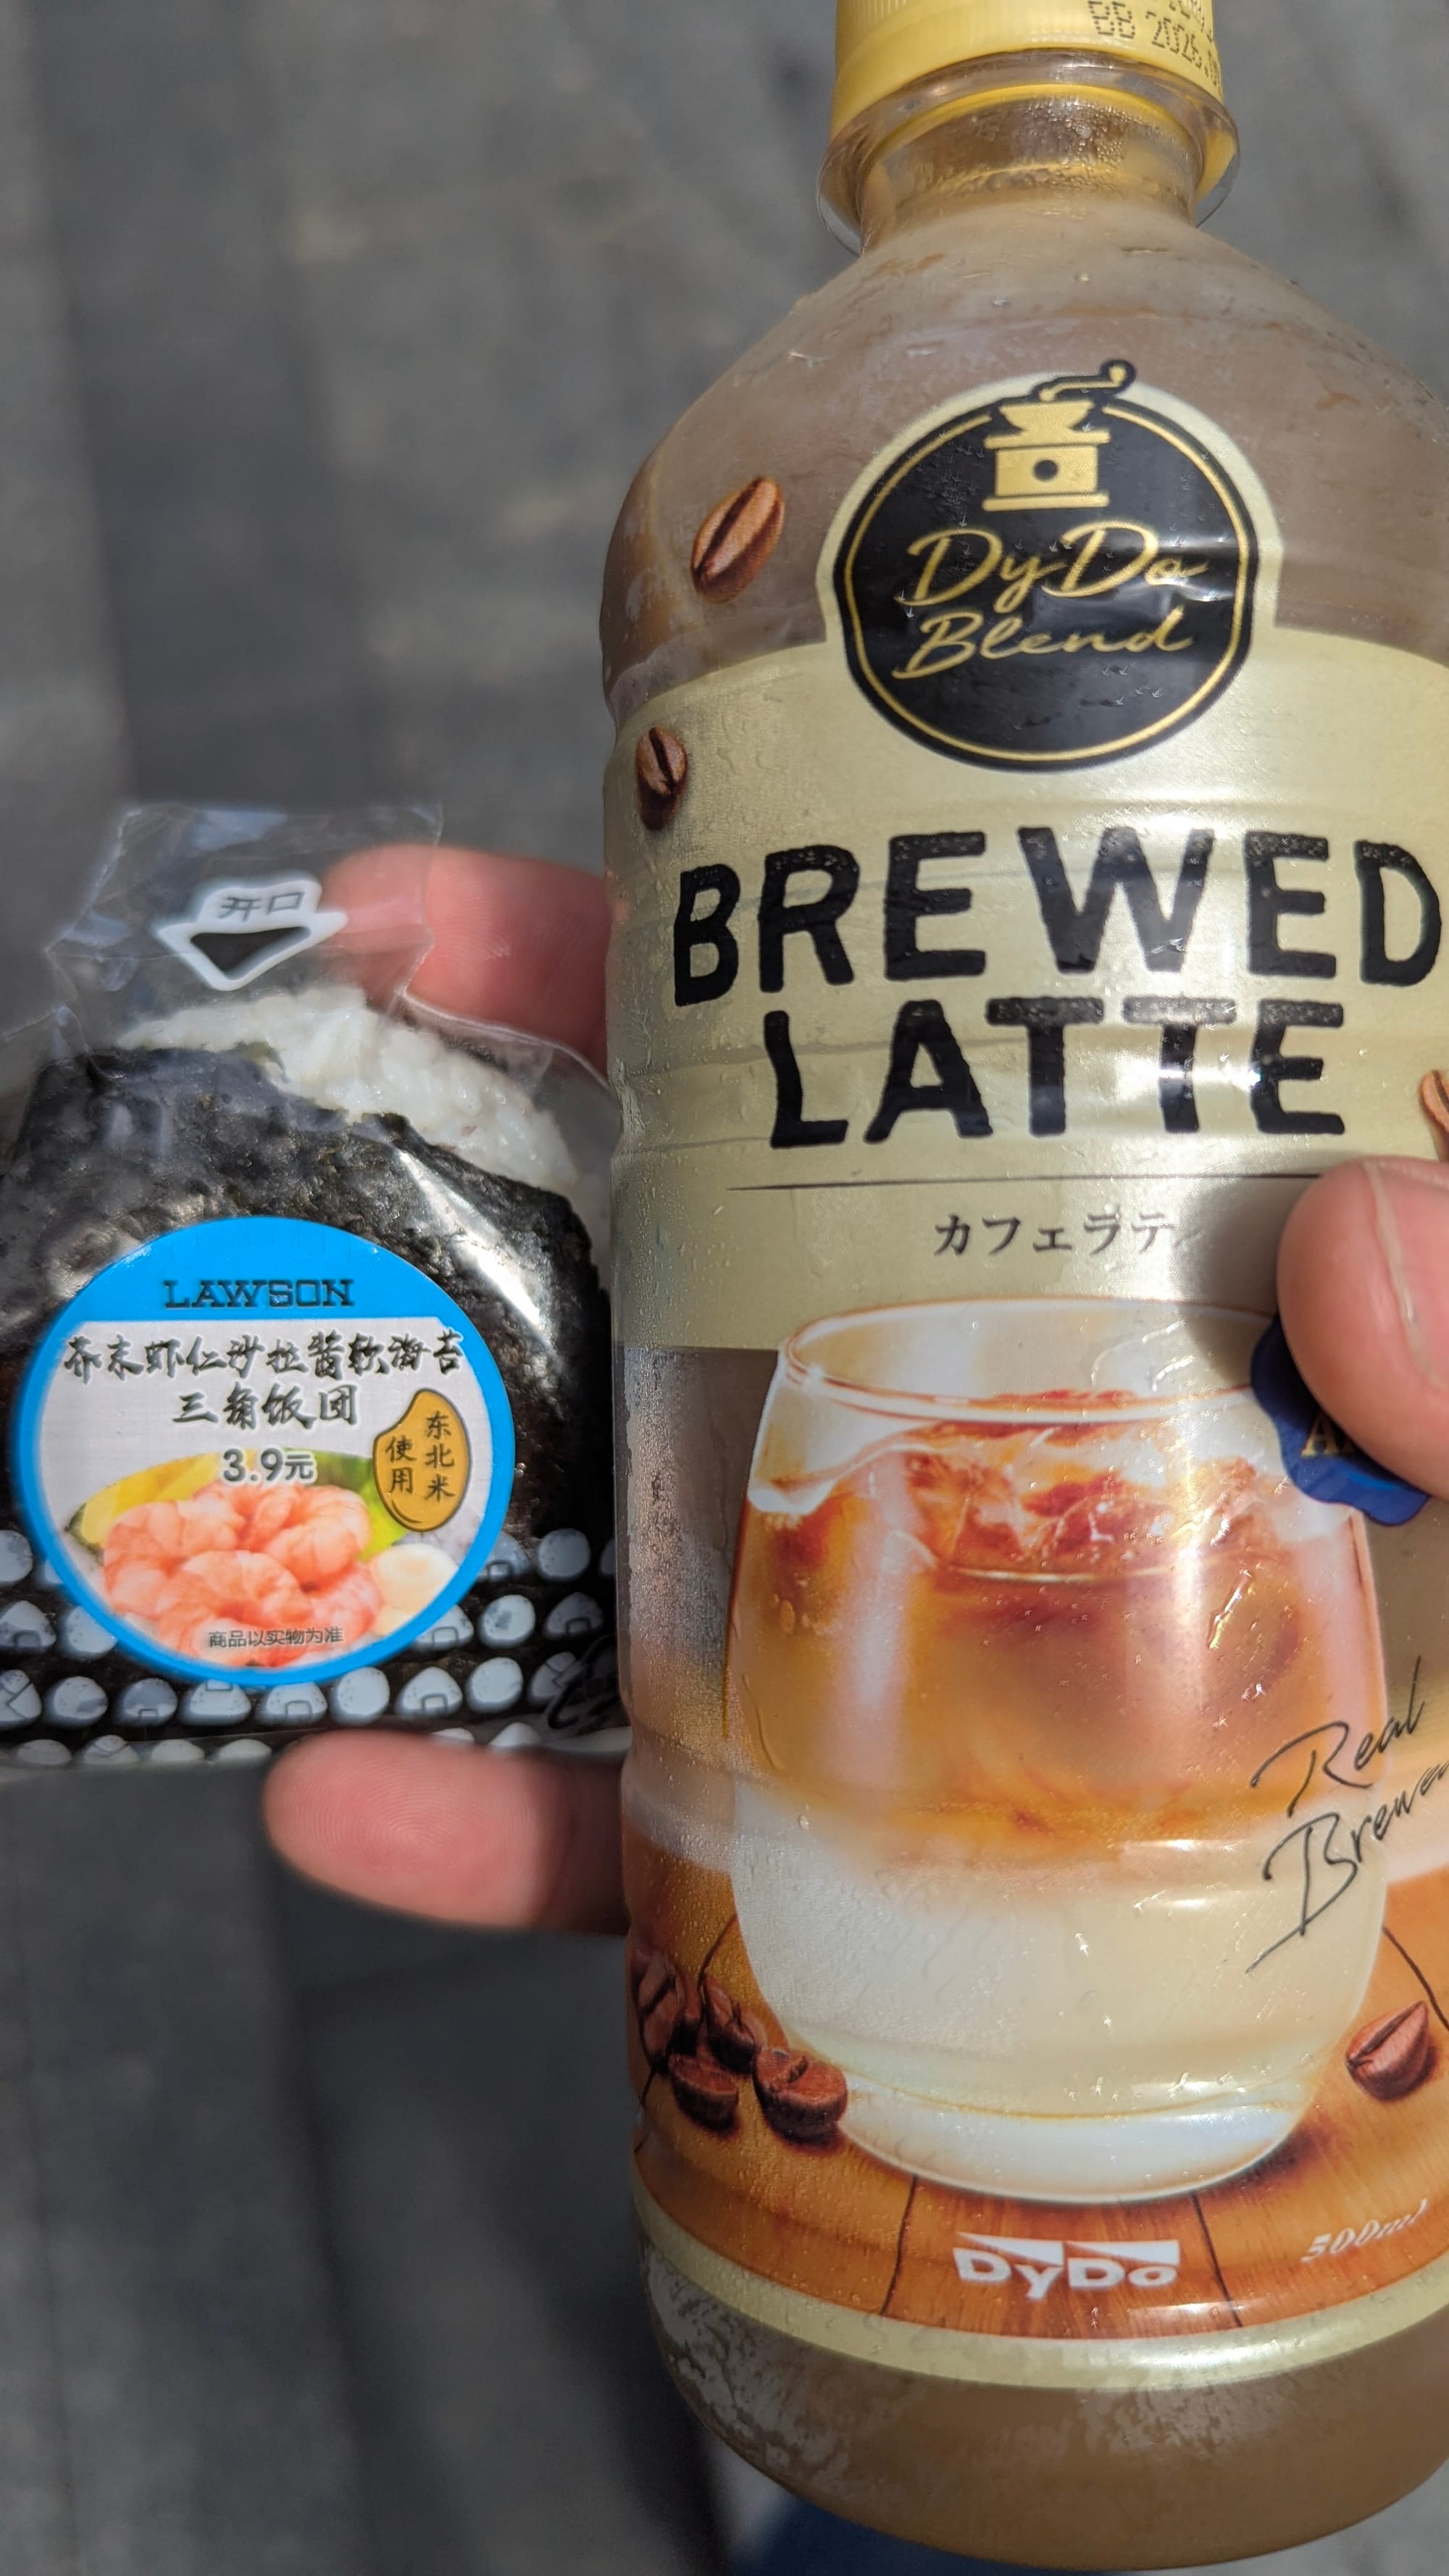 BB 2026
DyDo
Blend
BREWED
LATTE
カフェラテ
Real
DyDo
500ml
开口
LAWSON
芥末虾仁沙拉酱软海苔
三角饭团
3.9元
东北米
使用
商品以实物为准